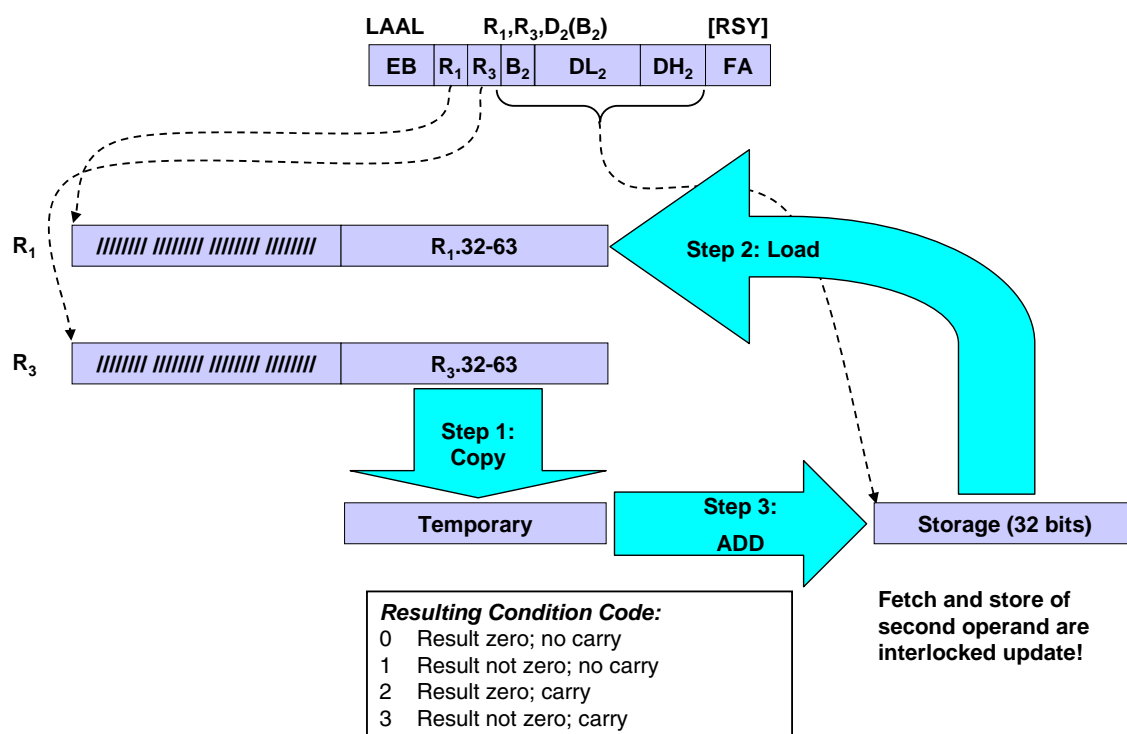 LAAL R₁,R₃,D₂(B₂) [RSY]
EB R₁ R₃ B₂ DL₂ DH₂ FA
R₁ //////// //////// //////// //////// R₁.32-63
Step 2: Load
R₃ //////// //////// //////// //////// R₃.32-63
Step 1:
Copy
Temporary
Step 3:
ADD
Storage (32 bits)
Resulting Condition Code:
0 Result zero; no carry
1 Result not zero; no carry
2 Result zero; carry
3 Result not zero; carry
Fetch and store of
second operand are
interlocked update!